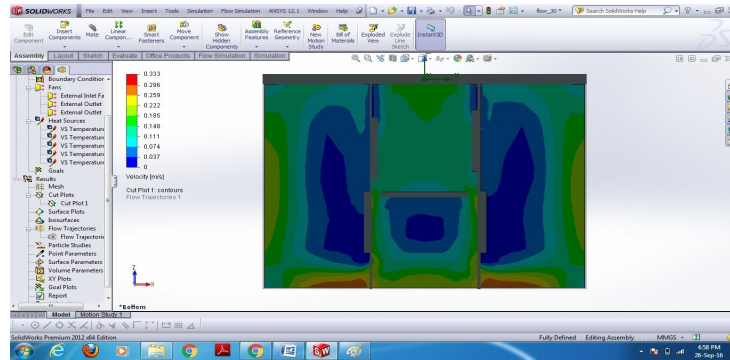 SOLIDWORKS File Edit View Insert Tools Simulation Flow Simulation ANSYS 12.1 Window Help flow_30 * Search SolidWorks Help
Edit Component Insert Components Mate Linear Compon... Smart Fasteners Move Component Show Hidden Components Assembly Features Reference Geometry New Motion Study Bill of Materials Exploded View Explode Line Sketch Instant3D
Assembly Layout Sketch Evaluate Office Products Flow Simulation Simulation
Boundary Condition
Fans
External Inlet Fa
External Outlet
External Outlet
Heat Sources
VS Temperatur
VS Temperatur
VS Temperatur
VS Temperatur
VS Temperatur
Goals
Results
Mesh
Cut Plots
Cut Plot 1
Surface Plots
Isosurfaces
Flow Trajectories
Flow Trajectori
Particle Studies
Point Parameters
Surface Parameters
Volume Parameters
XY Plots
Goal Plots
Report
0.333
0.296
0.259
0.222
0.185
0.148
0.111
0.074
0.037
0
Velocity [m/s]
Cut Plot 1: contours
Flow Trajectories 1
Z
X
*Bottom
Model Motion Study 1
SolidWorks Premium 2012 x64 Edition Fully Defined Editing Assembly MMGS
4:58 PM
26-Sep-16